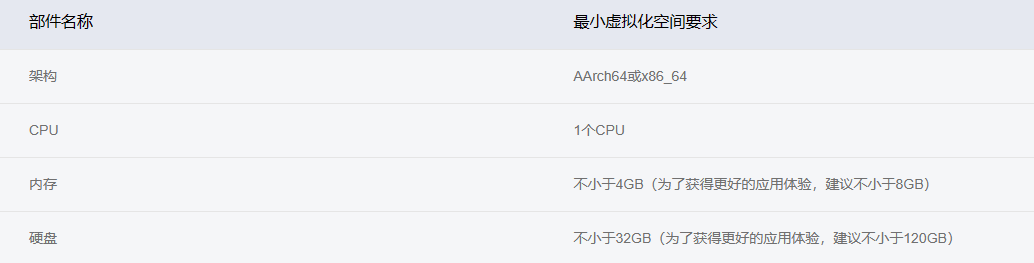 部件名称 最小虚拟化空间要求
架构 AArch64或x86_64
CPU 1个CPU
内存 不小于4GB（为了获得更好的应用体验，建议不小于8GB）
硬盘 不小于32GB（为了获得更好的应用体验，建议不小于120GB）